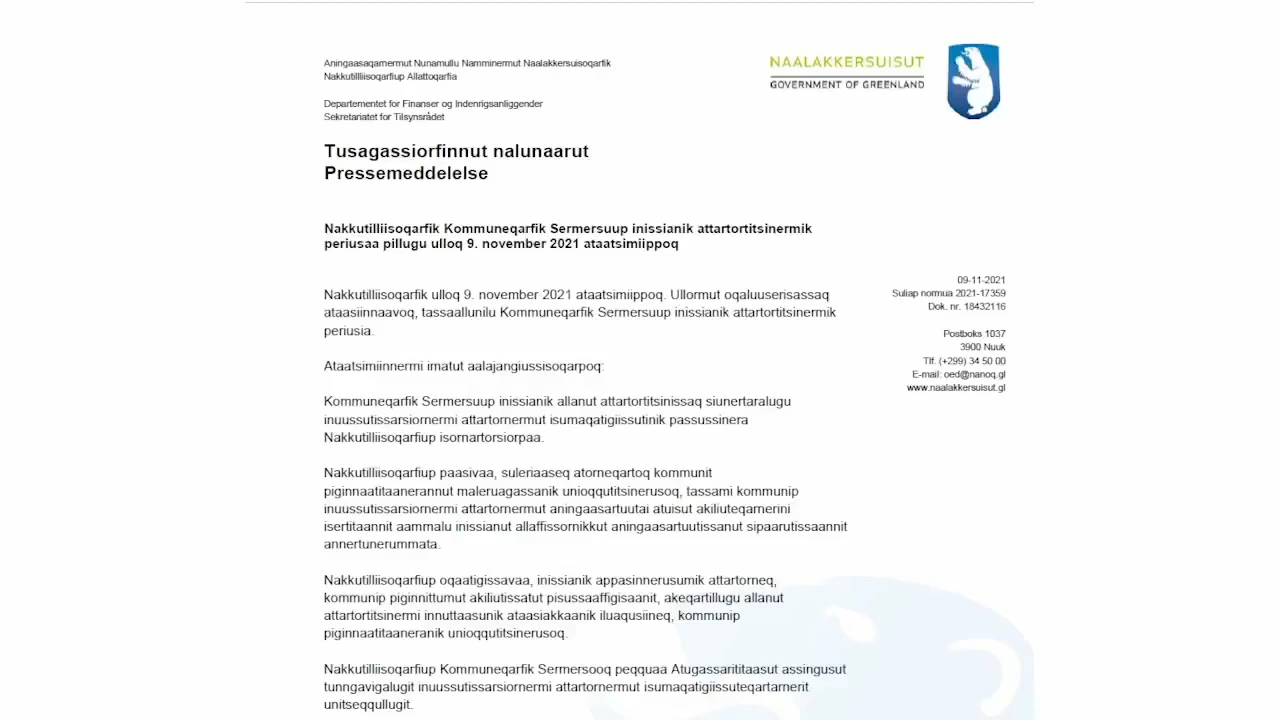 Aningaasaqarnermut Nunamullu Namminermut Naalakkersuisoqarfik
Nakkutilliisoqarfiup Allattoqarfia
Departementet for Finanser og Indenrigsanliggender
Sekretariatet for Tilsynsrådet
NAALAKKERSUISUT
GOVERNMENT OF GREENLAND
Tusagassiorfinnut nalunaarut
Pressemeddelelse
Nakkutilliisoqarfik Kommuneqarfik Sermersuup inissianik attartortitsinermik
periusaa pillugu ulloq 9. november 2021 ataatsimiippoq
09-11-2021
Suliap normua 2021-17359
Dok. nr. 18432116
Postboks 1037
3900 Nuuk
Tlf. (+299) 34 50 00
E-mail: oed@nanoq.gl
www.naalakkersuisut.gl
Nakkutilliisoqarfik ulloq 9. november 2021 ataatsimiippoq. Ullormut oqaluuserisassaq
ataasiinnaavoq, tassaallunilu Kommuneqarfik Sermersuup inissianik attartortitsinermik
periusia.
Ataatsimiinnermi imatut aalajangiussisoqarpoq:
Kommuneqarfik Sermersuup inissianik allanut attartortitsinissaq siunertaralugu
inuussutissarsiornermi attartornermut isumaqatigiissutinik passussinera
Nakkutilliisoqarfiup isornartorsiorpaa.
Nakkutilliisoqarfiup paasivaa, suleriaaseq atorneqartoq kommunit
piginnaatitaanerannut maleruagassanik unioqqutitsinerusoq, tassami kommunip
inuussutissarsiornermi attartornermut aningaasartuutai atuisut akiliuteqarnerini
isertitaannit aammalu inissianut allaffissornikkut aningaasartuutissanut sipaarutissaannit
annertunerummata.
Nakkutilliisoqarfiup oqaatigissavaa, inissianik appasinnerusumik attartorneq,
kommunip piginnittumut akiliutissatut pisussaaffigisaanit, akeqartillugu allanut
attartortitsinermi innuttaasunik ataasiakkaanik iluaqusiineq, kommunip
piginnaatitaaneranik unioqqutitsinerusoq.
Nakkutilliisoqarfiup Kommuneqarfik Sermersooq peqquaa Atugassarititaasut assingusut
tunngavigalugit inuussutissarsiornermi attartornermut isumaqatigiissuteqartarnerit
unitseqqullugit.